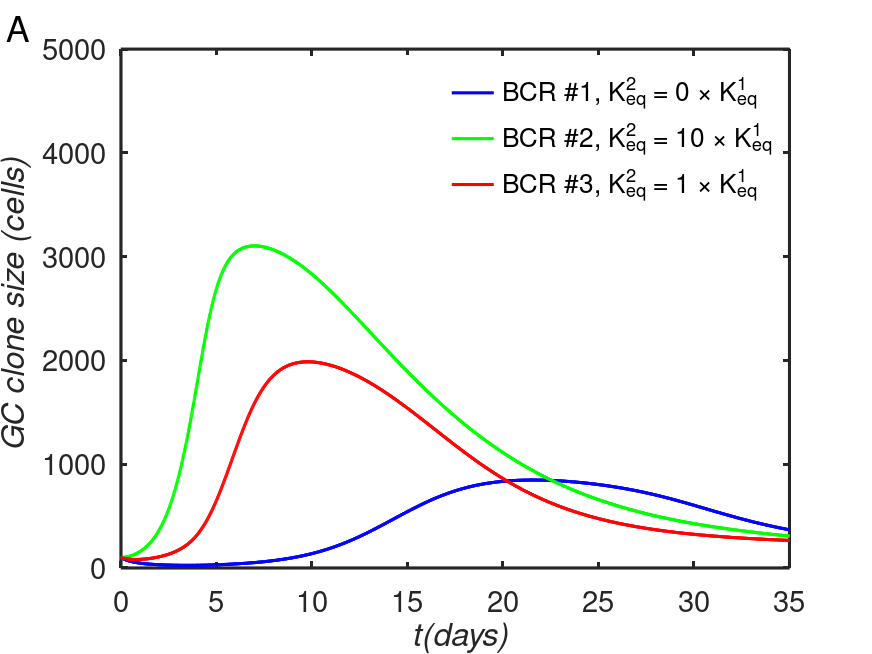 A
5000
4000
3000
2000
1000
0
GC clone size (cells)
BCR #1, K²eq = 0 × K¹eq
BCR #2, K²eq = 10 × K¹eq
BCR #3, K²eq = 1 × K¹eq
0 5 10 15 20 25 30 35
t(days)